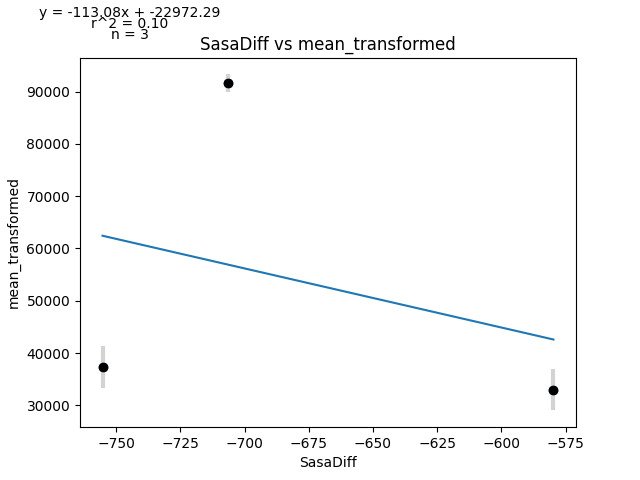 y = -113.08x + -22972.29
r^2 = 0.10
n = 3
SasaDiff vs mean_transformed
mean_transformed
90000
80000
70000
60000
50000
40000
30000
−750
−725
−700
−675
−650
−625
−600
−575
SasaDiff